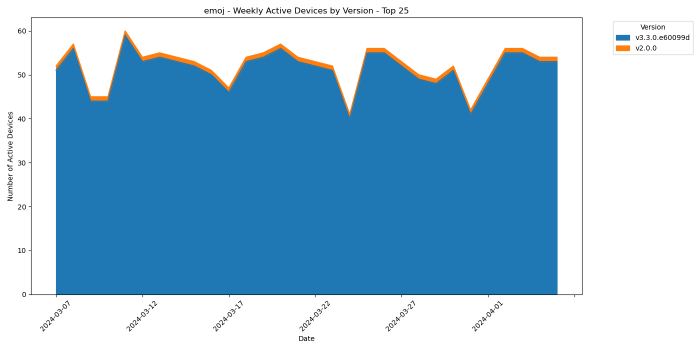 emoj - Weekly Active Devices by Version - Top 25
Version
v3.3.0.e60099d
v2.0.0
Number of Active Devices
60
50
40
30
20
10
0
2024-03-07
2024-03-12
2024-03-17
2024-03-22
2024-03-27
2024-04-01
Date